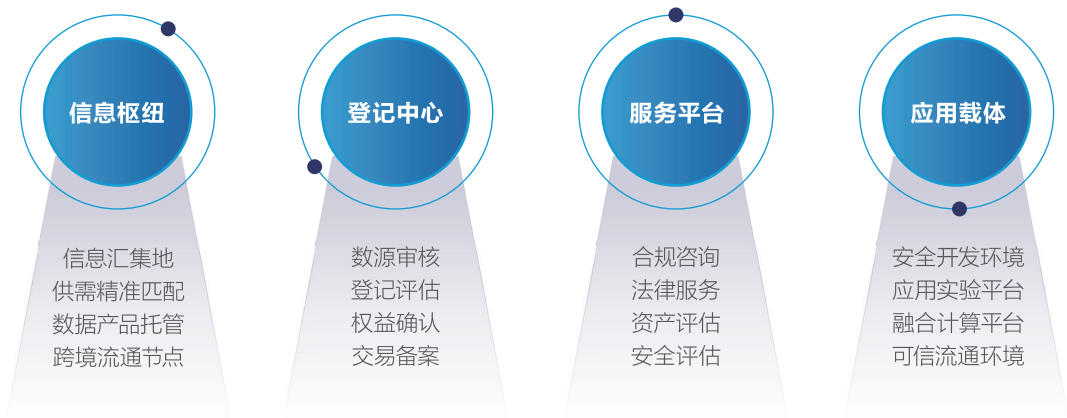 信息枢纽
信息汇集地
供需精准匹配
数据产品托管
跨境流通节点
登记中心
数源审核
登记评估
权益确认
交易备案
服务平台
合规咨询
法律服务
资产评估
安全评估
应用载体
安全开发环境
应用实验平台
融合计算平台
可信流通环境